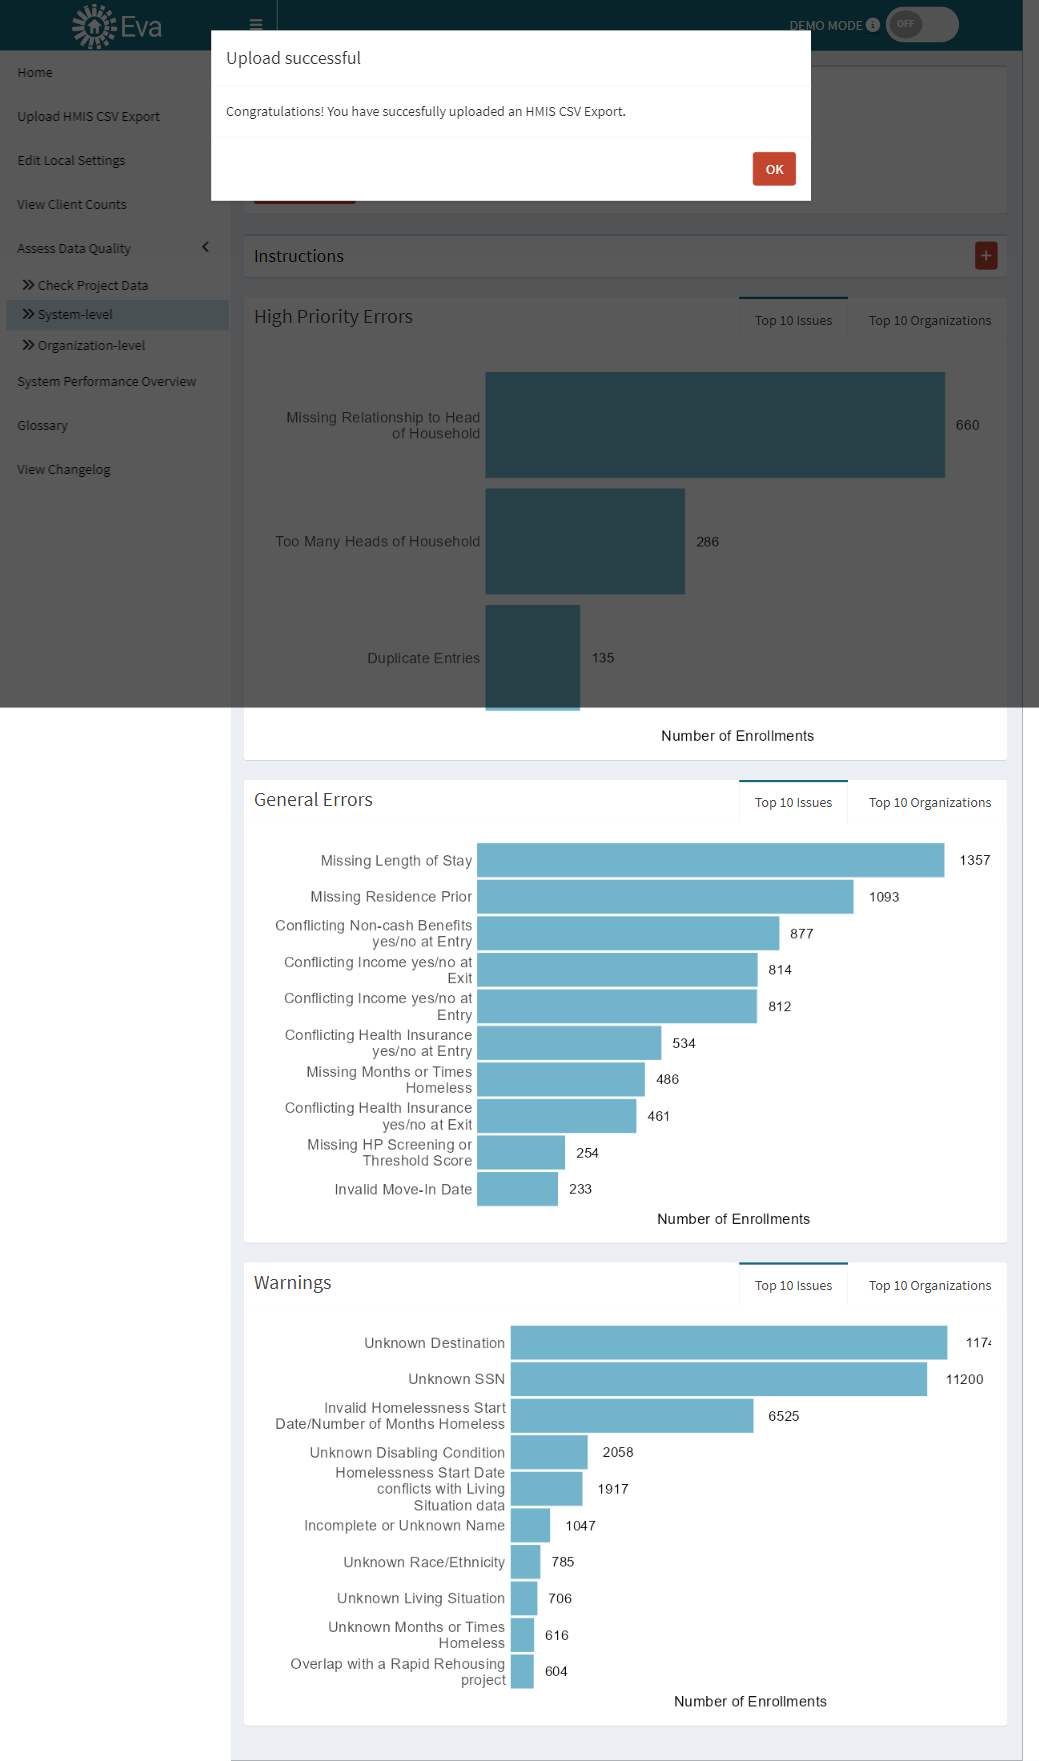 Eva
DEMO MODE
OFF
Upload successful
Congratulations! You have succesfully uploaded an HMIS CSV Export.
OK
Home
Upload HMIS CSV Export
Edit Local Settings
View Client Counts
Assess Data Quality
Check Project Data
System-level
Organization-level
System Performance Overview
Glossary
View Changelog
Instructions
High Priority Errors
Top 10 Issues
Top 10 Organizations
Missing Relationship to Head
of Household
660
Too Many Heads of Household
286
Duplicate Entries
135
Number of Enrollments
General Errors
Top 10 Issues
Top 10 Organizations
Missing Length of Stay
1357
Missing Residence Prior
1093
Conflicting Non-cash Benefits
yes/no at Entry
877
Conflicting Income yes/no at
Exit
814
Conflicting Income yes/no at
Entry
812
Conflicting Health Insurance
yes/no at Entry
534
Missing Months or Times
Homeless
486
Conflicting Health Insurance
yes/no at Exit
461
Missing HP Screening or
Threshold Score
254
Invalid Move-In Date
233
Number of Enrollments
Warnings
Top 10 Issues
Top 10 Organizations
Unknown Destination
Unknown SSN
11200
Invalid Homelessness Start
Date/Number of Months Homeless
6525
Unknown Disabling Condition
2058
Homelessness Start Date
conflicts with Living
Situation data
1917
Incomplete or Unknown Name
1047
Unknown Race/Ethnicity
785
Unknown Living Situation
706
Unknown Months or Times
Homeless
616
Overlap with a Rapid Rehousing
project
604
Number of Enrollments